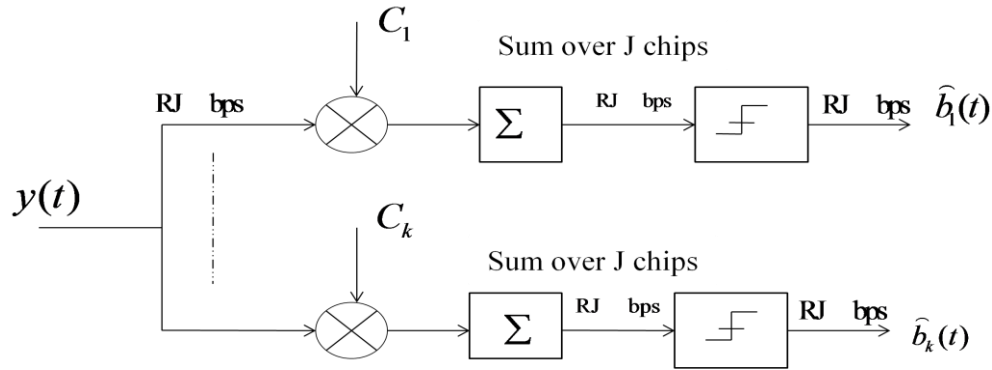 C₁
Sum over J chips
RJ bps
Σ
RJ bps
RJ bps
b̂₁(t)
y(t)
Cₖ
Sum over J chips
Σ
RJ bps
RJ bps
b̂ₖ(t)